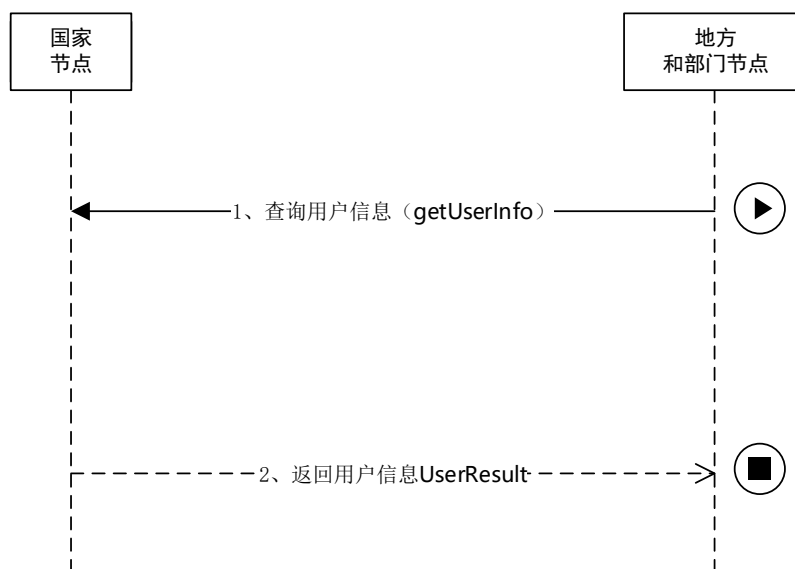 国家
节点
地方
和部门节点
1、查询用户信息（getUserInfo）
2、返回用户信息UserResult